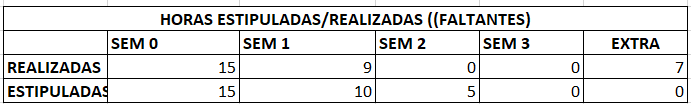 HORAS ESTIPULADAS/REALIZADAS ((FALTANTES)
SEM 0 SEM 1 SEM 2 SEM 3 EXTRA
REALIZADAS 15 9 0 0 7
ESTIPULADAS 15 10 5 0 0